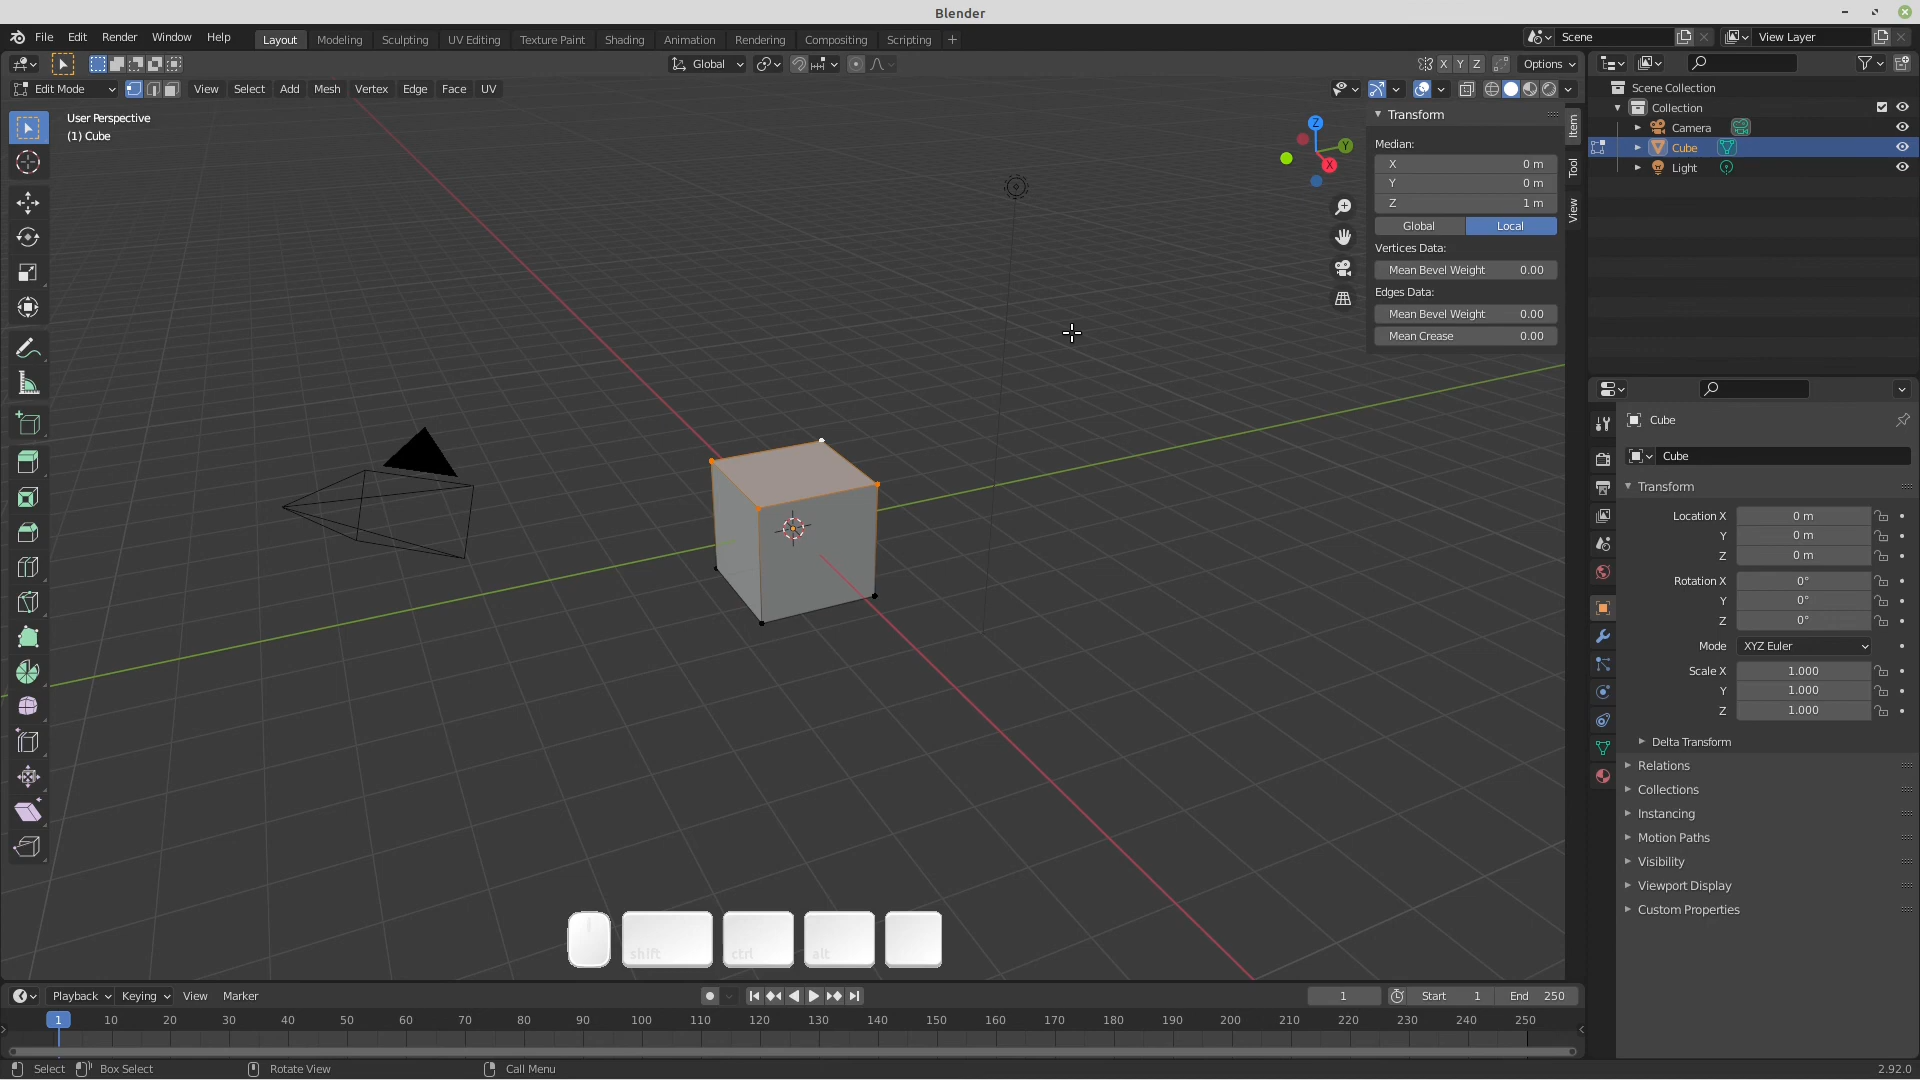 Blender
File Edit Render Window Help Layout Modeling Sculpting UV Editing Texture Paint Shading Animation Rendering Compositing Scripting + Scene View Layer
Global X Y Z Options
Edit Mode View Select Add Mesh Vertex Edge Face UV
User Perspective
(1) Cube
Z
Y
X
Transform
Median:
X 0 m
Y 0 m
Z 1 m
Global Local
Vertices Data:
Mean Bevel Weight 0.00
Edges Data:
Mean Bevel Weight 0.00
Mean Crease 0.00
Item
Tool
View
Scene Collection
Collection
Camera
Cube
Light
Cube
Cube
Transform
Location X 0 m
Y 0 m
Z 0 m
Rotation X 0°
Y 0°
Z 0°
Mode XYZ Euler
Scale X 1.000
Y 1.000
Z 1.000
Delta Transform
Relations
Collections
Instancing
Motion Paths
Visibility
Viewport Display
Custom Properties
shift ctrl alt
Playback Keying View Marker 1 Start 1 End 250
1 10 20 30 40 50 60 70 80 90 100 110 120 130 140 150 160 170 180 190 200 210 220 230 240 250
Select Box Select Rotate View Call Menu 2.92.0